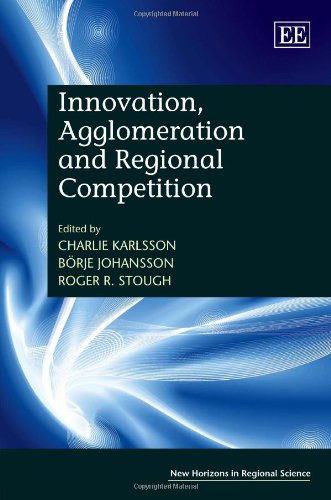 EE
Innovation,
Agglomeration
and Regional
Competition
Edited by
CHARLIE KARLSSON
BÖRJE JOHANSSON
ROGER R. STOUGH
New Horizons in Regional Science